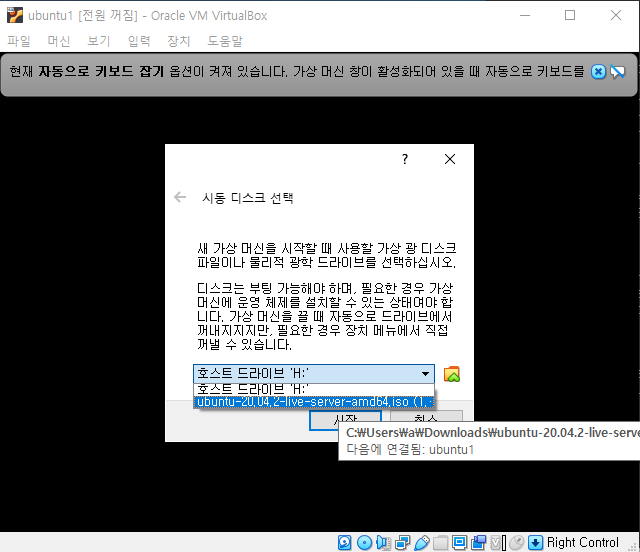 ubuntu1 [전원 꺼짐] - Oracle VM VirtualBox
파일 머신 보기 입력 장치 도움말
현재 자동으로 키보드 잡기 옵션이 켜져 있습니다. 가상 머신 창이 활성화되어 있을 때 자동으로 키보드를
?
시동 디스크 선택
새 가상 머신을 시작할 때 사용할 가상 광 디스크
파일이나 물리적 광학 드라이브를 선택하십시오.
디스크는 부팅 가능해야 하며, 필요한 경우 가상
머신에 운영 체제를 설치할 수 있는 상태여야 합
니다. 가상 머신을 끌 때 자동으로 드라이브에서
꺼내지지지만, 필요한 경우 장치 메뉴에서 직접
꺼낼 수 있습니다.
호스트 드라이브 'H:'
호스트 드라이브 'H:'
ubuntu-20.04.2-live-server-amd64.iso (1.
시작 취소
C:₩Users₩a₩Downloads₩ubuntu-20.04.2-live-serve
다음에 연결됨: ubuntu1
Right Control